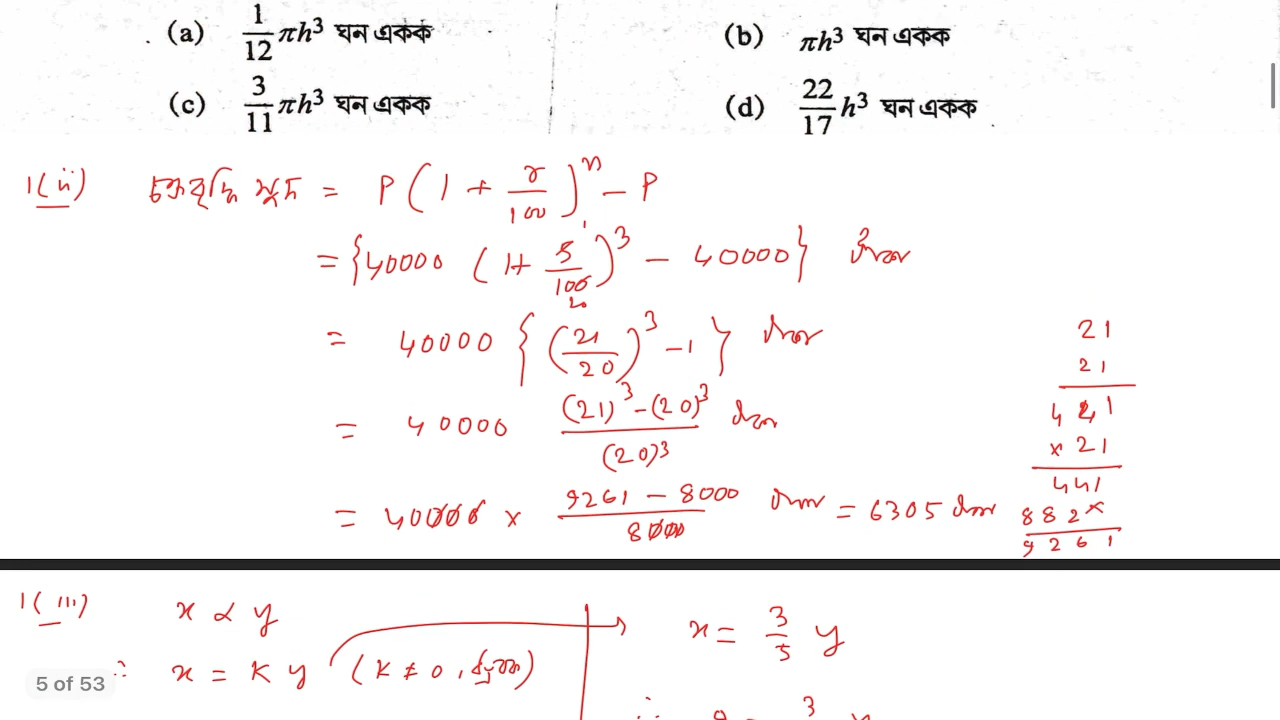 (a) 1/12 πh³ ঘন একক (b) πh³ ঘন একক
(c) 3/11 πh³ ঘন একক (d) 22/17 h³ ঘন একক
1(ii) চক্রবৃদ্ধি সুদ = P(1 + r/100)ⁿ - P
= {40000 (1+ 5/100)³ - 40000} টাকা
= 40000 {(21/20)³ - 1} টাকা
= 40000 (21)³-(20)³/(20)³ টাকা
= 40000 × 9261 - 8000/8000 টাকা = 6305 টাকা
21
21
441
× 21
441
882×
9261
1(iii) x ∝ y
∴ x = K y (K ≠ 0, ধ্রুবক)
x = 3/5 y
5 of 53